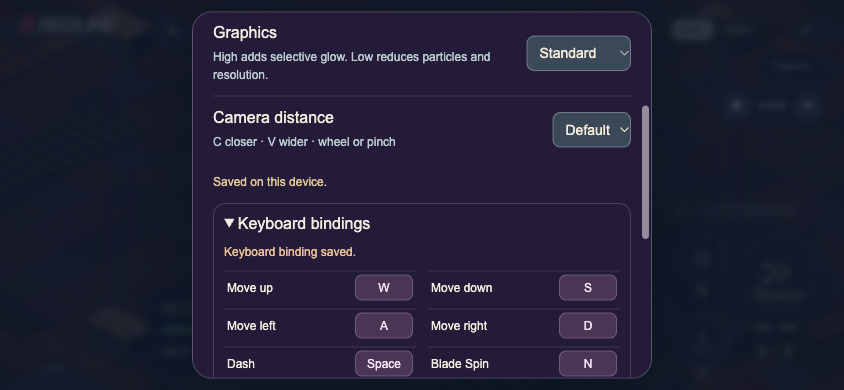 Graphics
High adds selective glow. Low reduces particles and
resolution.
Standard
Camera distance
C closer · V wider · wheel or pinch
Default
Saved on this device.
▼ Keyboard bindings
Keyboard binding saved.
Move up W Move down S
Move left A Move right D
Dash Space Blade Spin N